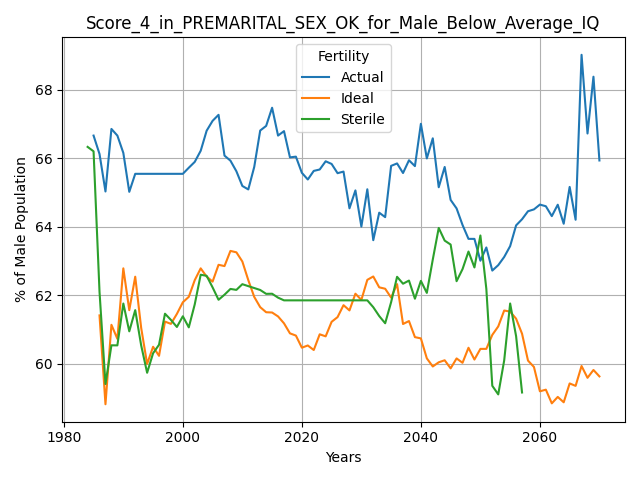 Score_4_in_PREMARITAL_SEX_OK_for_Male_Below_Average_IQ
Fertility
Actual
Ideal
Sterile
% of Male Population
68
66
64
62
60
1980
2000
2020
2040
2060
Years